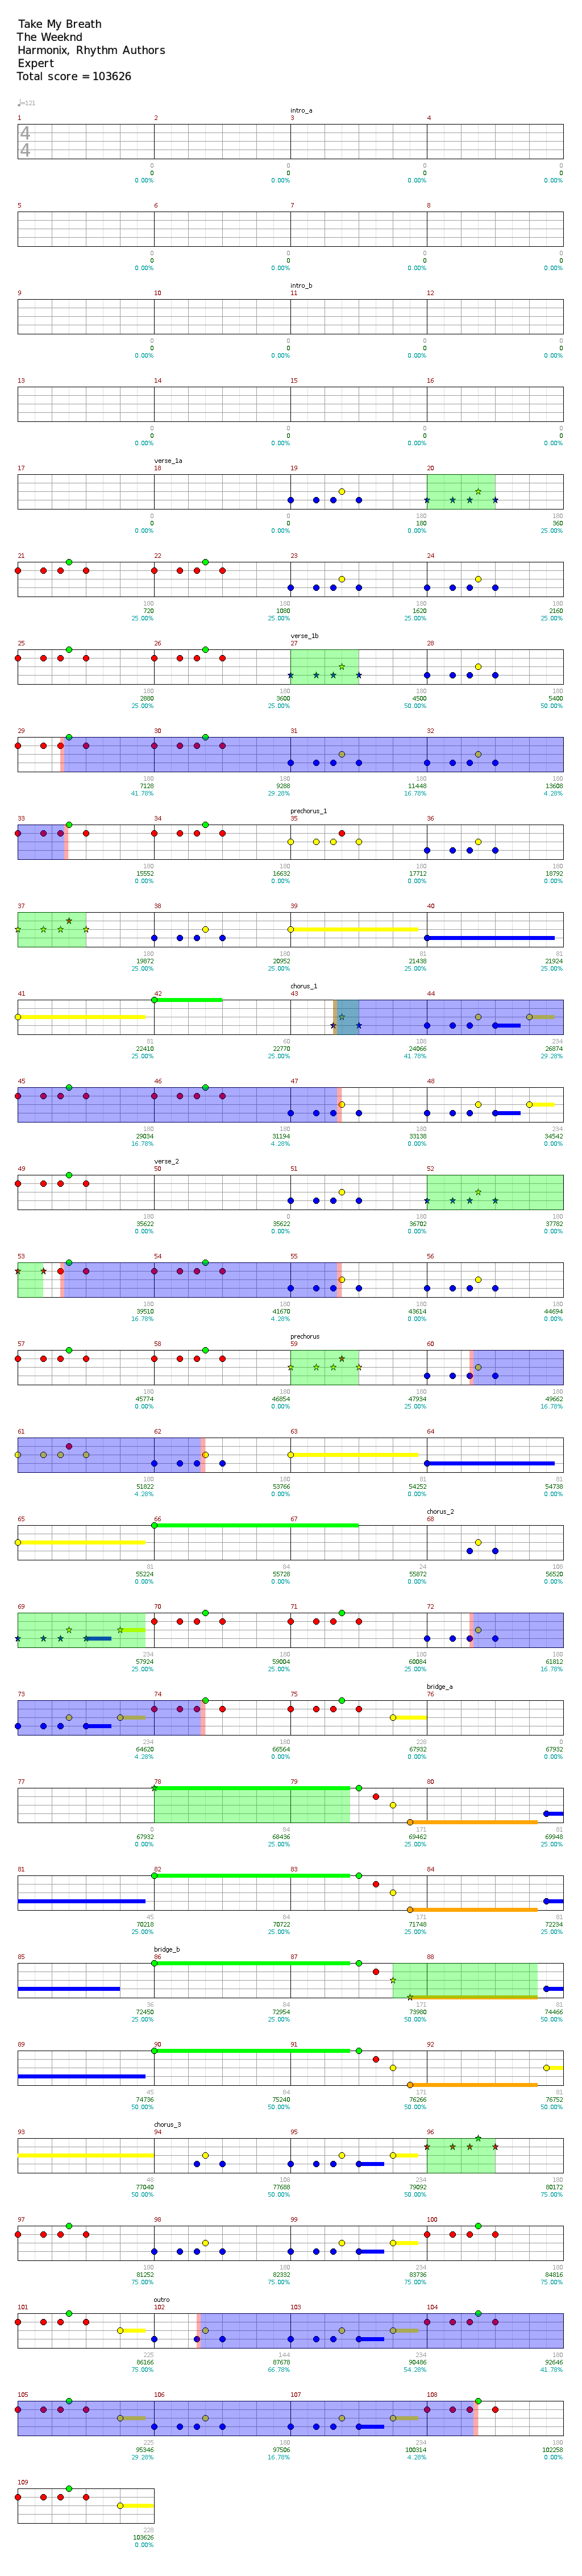 Take My Breath
The Weeknd
Harmonix, Rhythm Authors
Expert
Total score = 103626
♩=121
intro_a
1 2 3 4
4
4
0 0 0 0
0 0 0 0
0.00% 0.00% 0.00% 0.00%
5 6 7 8
0 0 0 0
0 0 0 0
0.00% 0.00% 0.00% 0.00%
intro_b
9 10 11 12
0 0 0 0
0 0 0 0
0.00% 0.00% 0.00% 0.00%
13 14 15 16
0 0 0 0
0 0 0 0
0.00% 0.00% 0.00% 0.00%
verse_1a
17 18 19 20
0 0 180 180
0 0 180 360
0.00% 0.00% 0.00% 25.00%
21 22 23 24
180 180 180 180
720 1080 1620 2160
25.00% 25.00% 25.00% 25.00%
verse_1b
25 26 27 28
180 180 180 180
2880 3600 4500 5400
25.00% 25.00% 50.00% 50.00%
29 30 31 32
180 180 180 180
7128 9288 11448 13608
41.78% 29.28% 16.78% 4.28%
prechorus_1
33 34 35 36
180 180 180 180
15552 16632 17712 18792
0.00% 0.00% 0.00% 0.00%
37 38 39 40
180 180 81 81
19872 20952 21438 21924
25.00% 25.00% 25.00% 25.00%
chorus_1
41 42 43 44
81 60 108 234
22410 22770 24066 26874
25.00% 25.00% 41.78% 29.28%
45 46 47 48
180 180 180 234
29034 31194 33138 34542
16.78% 4.28% 0.00% 0.00%
verse_2
49 50 51 52
180 0 180 180
35622 35622 36702 37782
0.00% 0.00% 0.00% 0.00%
53 54 55 56
180 180 180 180
39510 41670 43614 44694
16.78% 4.28% 0.00% 0.00%
prechorus
57 58 59 60
180 180 180 180
45774 46854 47934 49662
0.00% 0.00% 25.00% 16.78%
61 62 63 64
180 180 81 81
51822 53766 54252 54738
4.28% 0.00% 0.00% 0.00%
chorus_2
65 66 67 68
81 84 24 108
55224 55728 55872 56520
0.00% 0.00% 0.00% 0.00%
69 70 71 72
234 180 180 180
57924 59004 60084 61812
25.00% 25.00% 25.00% 16.78%
bridge_a
73 74 75 76
234 180 228 0
64620 66564 67932 67932
4.28% 0.00% 0.00% 0.00%
77 78 79 80
0 84 171 81
67932 68436 69462 69948
0.00% 25.00% 25.00% 25.00%
81 82 83 84
45 84 171 81
70218 70722 71748 72234
25.00% 25.00% 25.00% 25.00%
bridge_b
85 86 87 88
36 84 171 81
72450 72954 73980 74466
25.00% 25.00% 25.00% 50.00%
89 90 91 92
45 84 171 81
74736 75240 76266 76752
50.00% 50.00% 50.00% 50.00%
chorus_3
93 94 95 96
48 108 234 180
77040 77688 79092 80172
50.00% 50.00% 50.00% 75.00%
97 98 99 100
180 180 234 180
81252 82332 83736 84816
75.00% 75.00% 75.00% 75.00%
outro
101 102 103 104
225 144 234 180
86166 87678 90486 92646
75.00% 66.78% 54.28% 41.78%
105 106 107 108
225 180 234 180
95346 97506 100314 102258
29.28% 16.78% 4.28% 0.00%
109
228
103626
0.00%